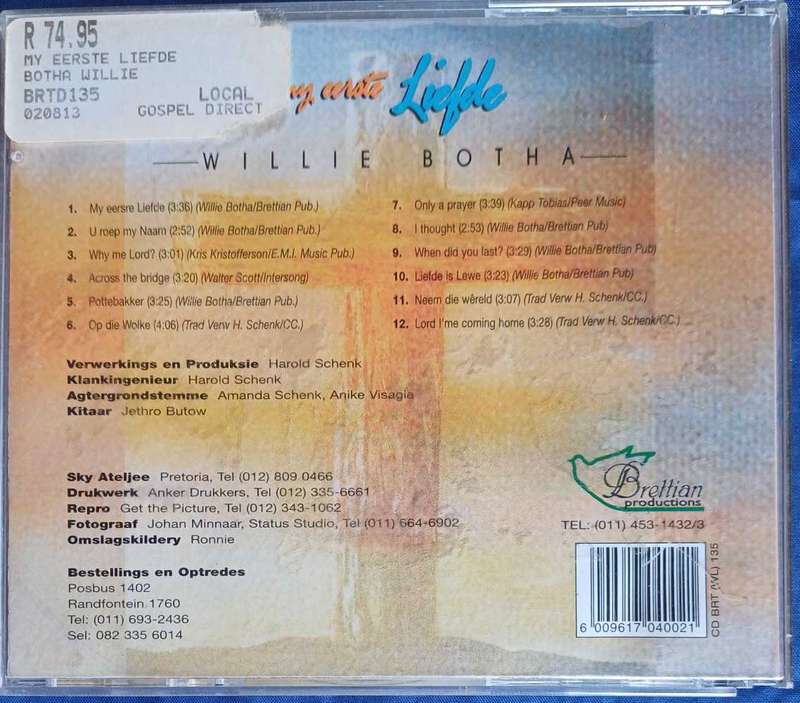 R 74.95
MY EERSTE LIEFDE
BOTHA WILLIE
BRTD135 LOCAL
020813 GOSPEL DIRECT
my eerste Liefde
WILLIE BOTHA
1. My eersre Liefde (3:36) (Willie Botha/Brettian Pub.)
2. U roep my Naam (2:52) (Willie Botha/Brettian Pub.)
3. Why me Lord? (3:01) (Kris Kristofferson/E.M.I. Music Pub.)
4. Across the bridge (3:20) (Walter Scott/Intersong)
5. Pottebakker (3:25) (Willie Botha/Brettian Pub.)
6. Op die Wolke (4:06) (Trad Verw H. Schenk/CC.)
7. Only a prayer (3:39) (Kapp Tobias/Peer Music)
8. I thought (2:53) (Willie Botha/Brettian Pub)
9. When did you last? (3:29) (Willie Botha/Brettian Pub)
10. Liefde is Lewe (3:23) (Willie Botha/Brettian Pub)
11. Neem die wêreld (3:07) (Trad Verw H. Schenk/CC.)
12. Lord I'me coming home (3:28) (Trad Verw H. Schenk/CC.)
Verwerkings en Produksie Harold Schenk
Klankingenieur Harold Schenk
Agtergrondstemme Amanda Schenk, Anike Visagie
Kitaar Jethro Butow
Sky Ateljee Pretoria, Tel (012) 809 0466
Drukwerk Anker Drukkers, Tel (012) 335-6661
Repro Get the Picture, Tel (012) 343-1062
Fotograaf Johan Minnaar, Status Studio, Tel (011) 664-6902
Omslagskildery Ronnie
Bestellings en Optredes
Posbus 1402
Randfontein 1760
Tel: (011) 693-2436
Sel: 082 335 6014
Brettian
productions
TEL: (011) 453-1432/3
6 009617 040021
CD BRT (WL) 135